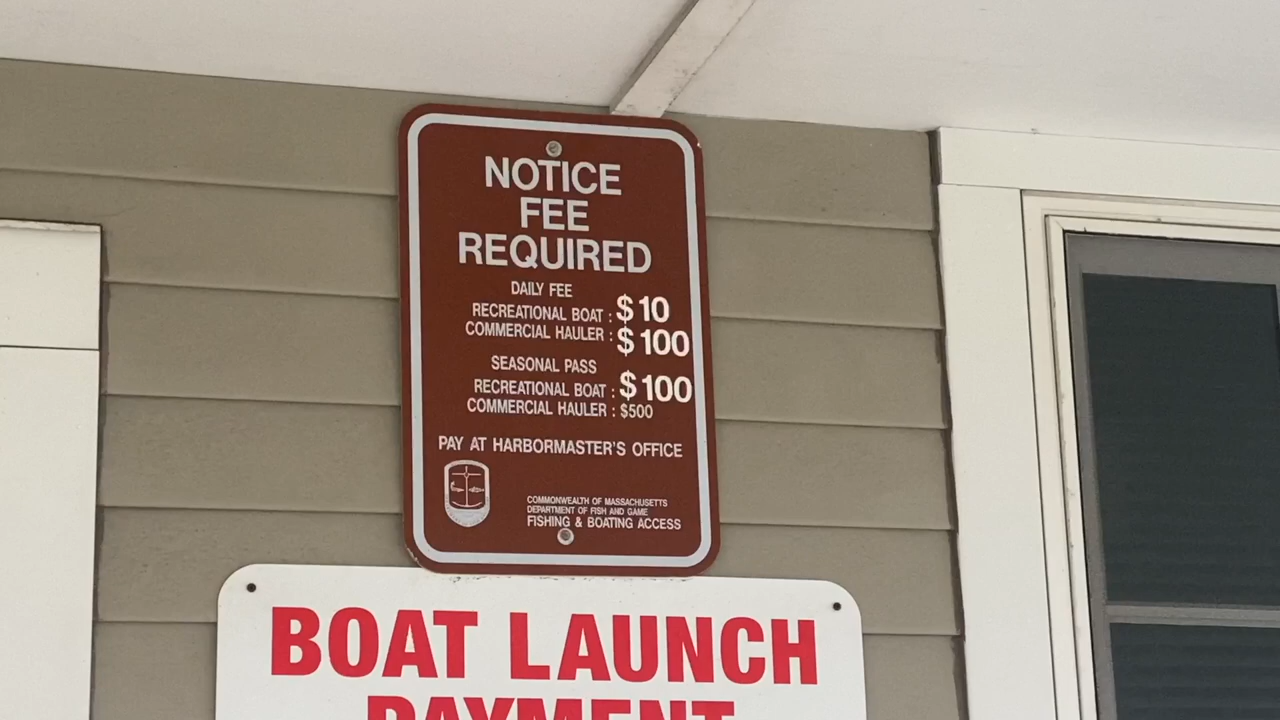 NOTICE
FEE
REQUIRED
DAILY FEE
RECREATIONAL BOAT : $10
COMMERCIAL HAULER : $100
SEASONAL PASS
RECREATIONAL BOAT : $100
COMMERCIAL HAULER : $500
PAY AT HARBORMASTER'S OFFICE
COMMONWEALTH OF MASSACHUSETTS
DEPARTMENT OF FISH AND GAME
FISHING & BOATING ACCESS
BOAT LAUNCH
PAYMENT